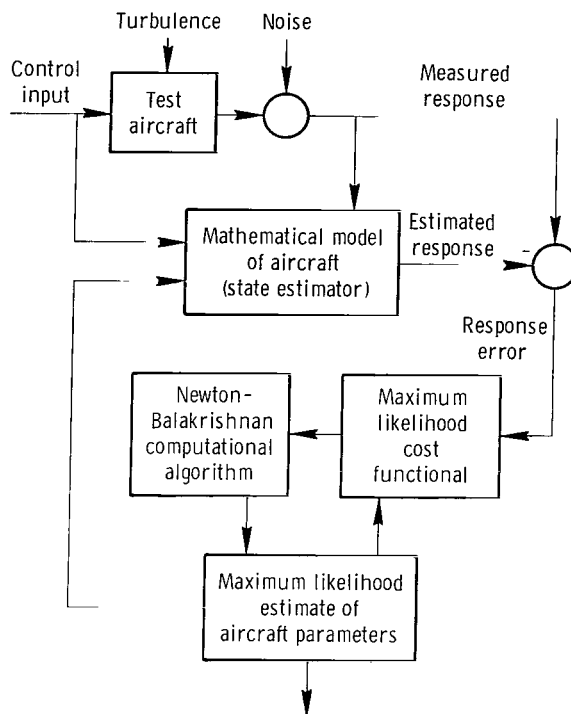 Turbulence
Noise
Control
input
Measured
response
Test
aircraft
Mathematical model
of aircraft
(state estimator)
Estimated
response
-
Response
error
Newton-
Balakrishnan
computational
algorithm
Maximum
likelihood
cost
functional
Maximum likelihood
estimate of
aircraft parameters